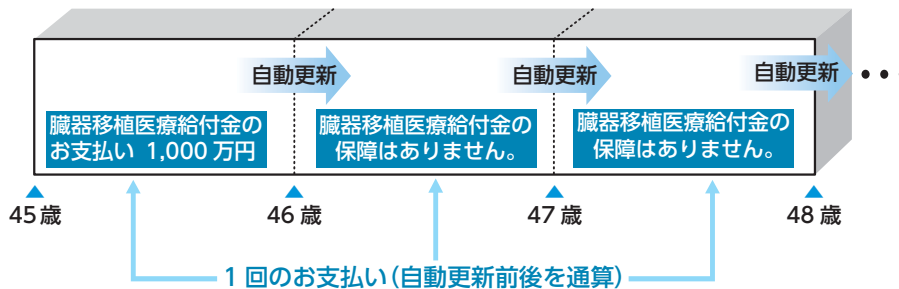 自動更新
自動更新
自動更新
臓器移植医療給付金の
お支払い 1,000万円
臓器移植医療給付金の
保障はありません。
臓器移植医療給付金の
保障はありません。
45歳
46歳
47歳
48歳
1回のお支払い(自動更新前後を通算)